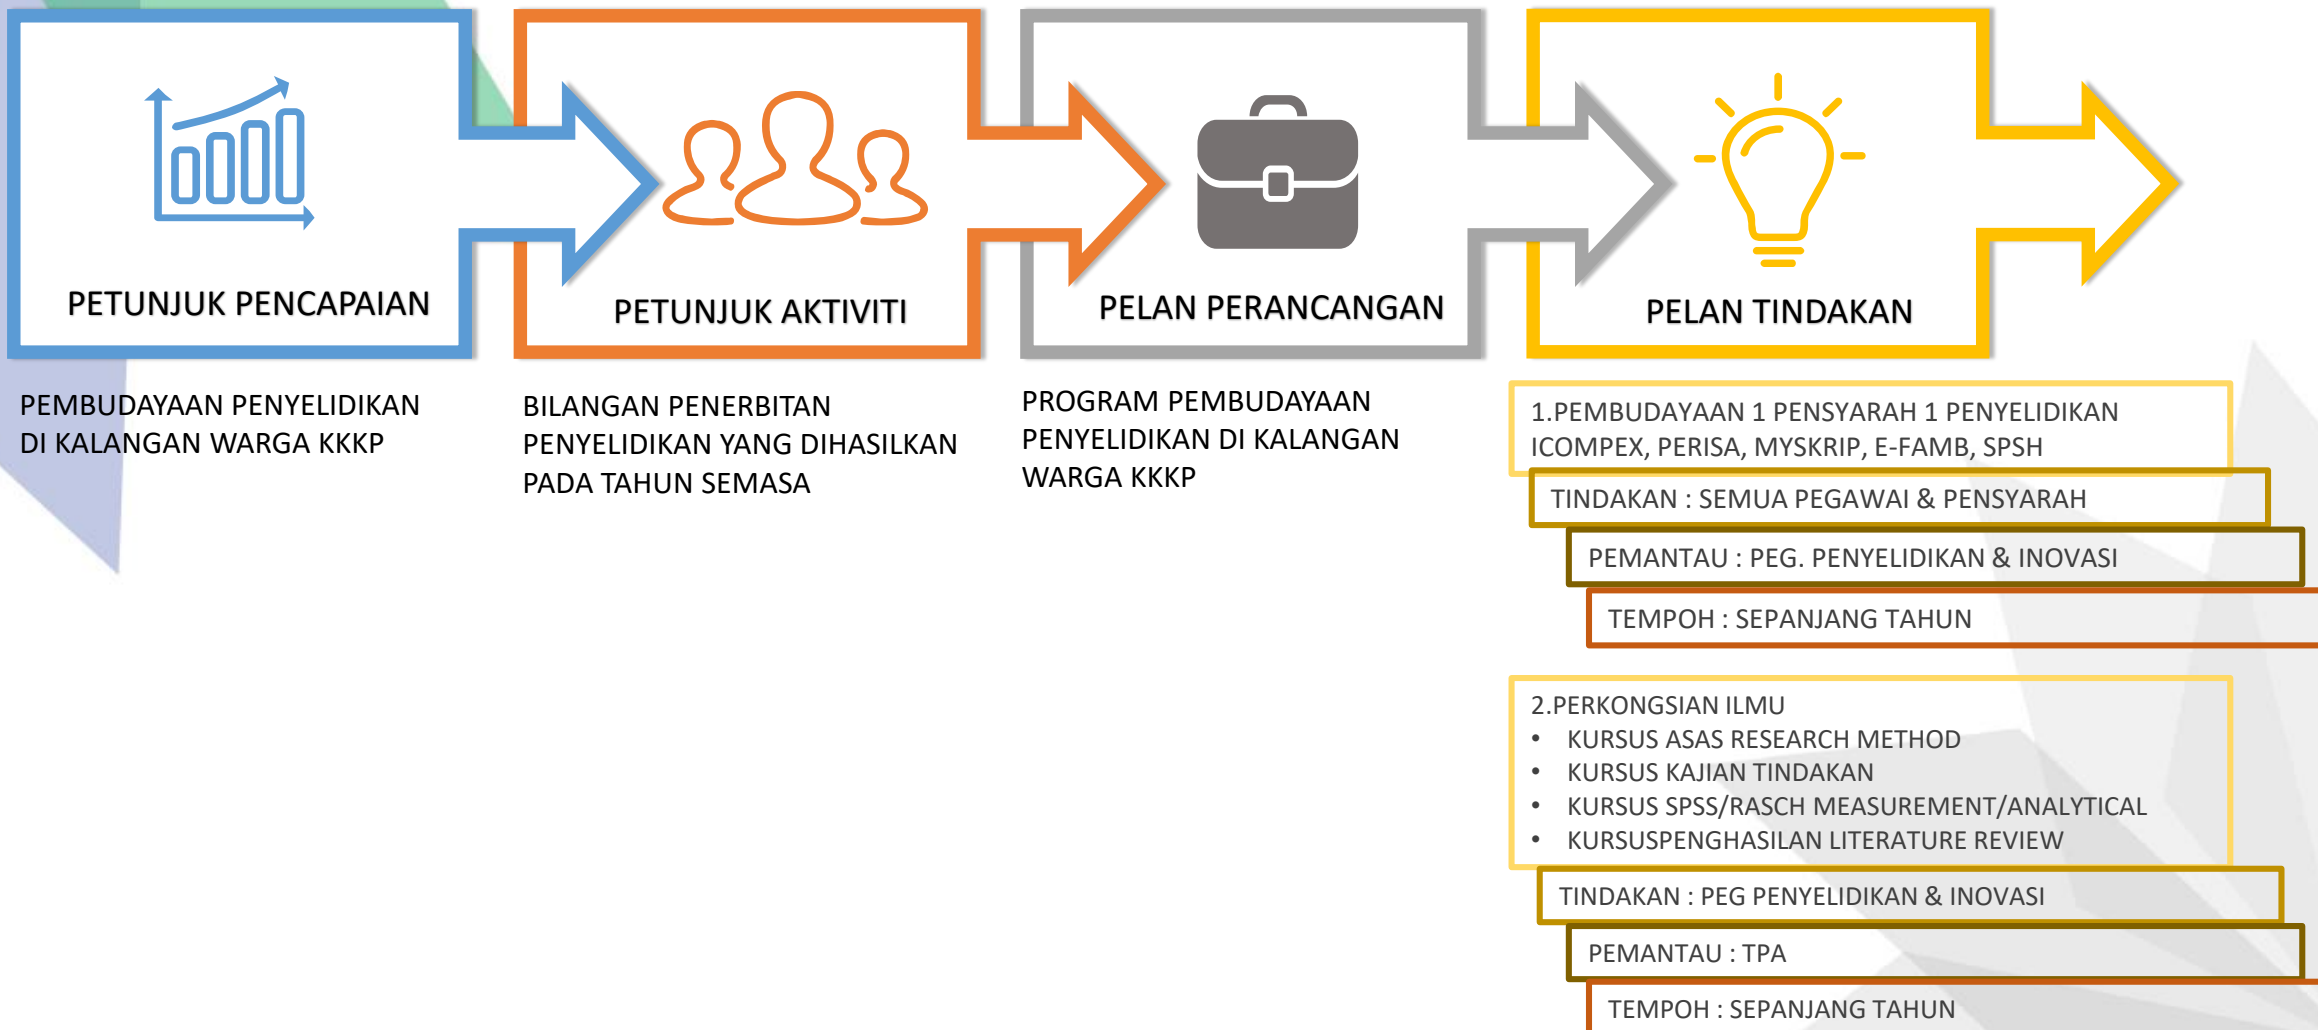 PETUNJUK PENCAPAIAN
PEMBUDAYAAN PENYELIDIKAN
DI KALANGAN WARGA KKKP
PETUNJUK AKTIVITI
BILANGAN PENERBITAN
PENYELIDIKAN YANG DIHASILKAN
PADA TAHUN SEMASA
PELAN PERANCANGAN
PROGRAM PEMBUDAYAAN
PENYELIDIKAN DI KALANGAN
WARGA KKKP
PELAN TINDAKAN
1.PEMBUDAYAAN 1 PENSYARAH 1 PENYELIDIKAN
ICOMPEX, PERISA, MYSKRIP, E-FAMB, SPSH
TINDAKAN : SEMUA PEGAWAI & PENSYARAH
PEMANTAU : PEG. PENYELIDIKAN & INOVASI
TEMPOH : SEPANJANG TAHUN
2.PERKONGSIAN ILMU
• KURSUS ASAS RESEARCH METHOD
• KURSUS KAJIAN TINDAKAN
• KURSUS SPSS/RASCH MEASUREMENT/ANALYTICAL
• KURSUSPENGHASILAN LITERATURE REVIEW
TINDAKAN : PEG PENYELIDIKAN & INOVASI
PEMANTAU : TPA
TEMPOH : SEPANJANG TAHUN